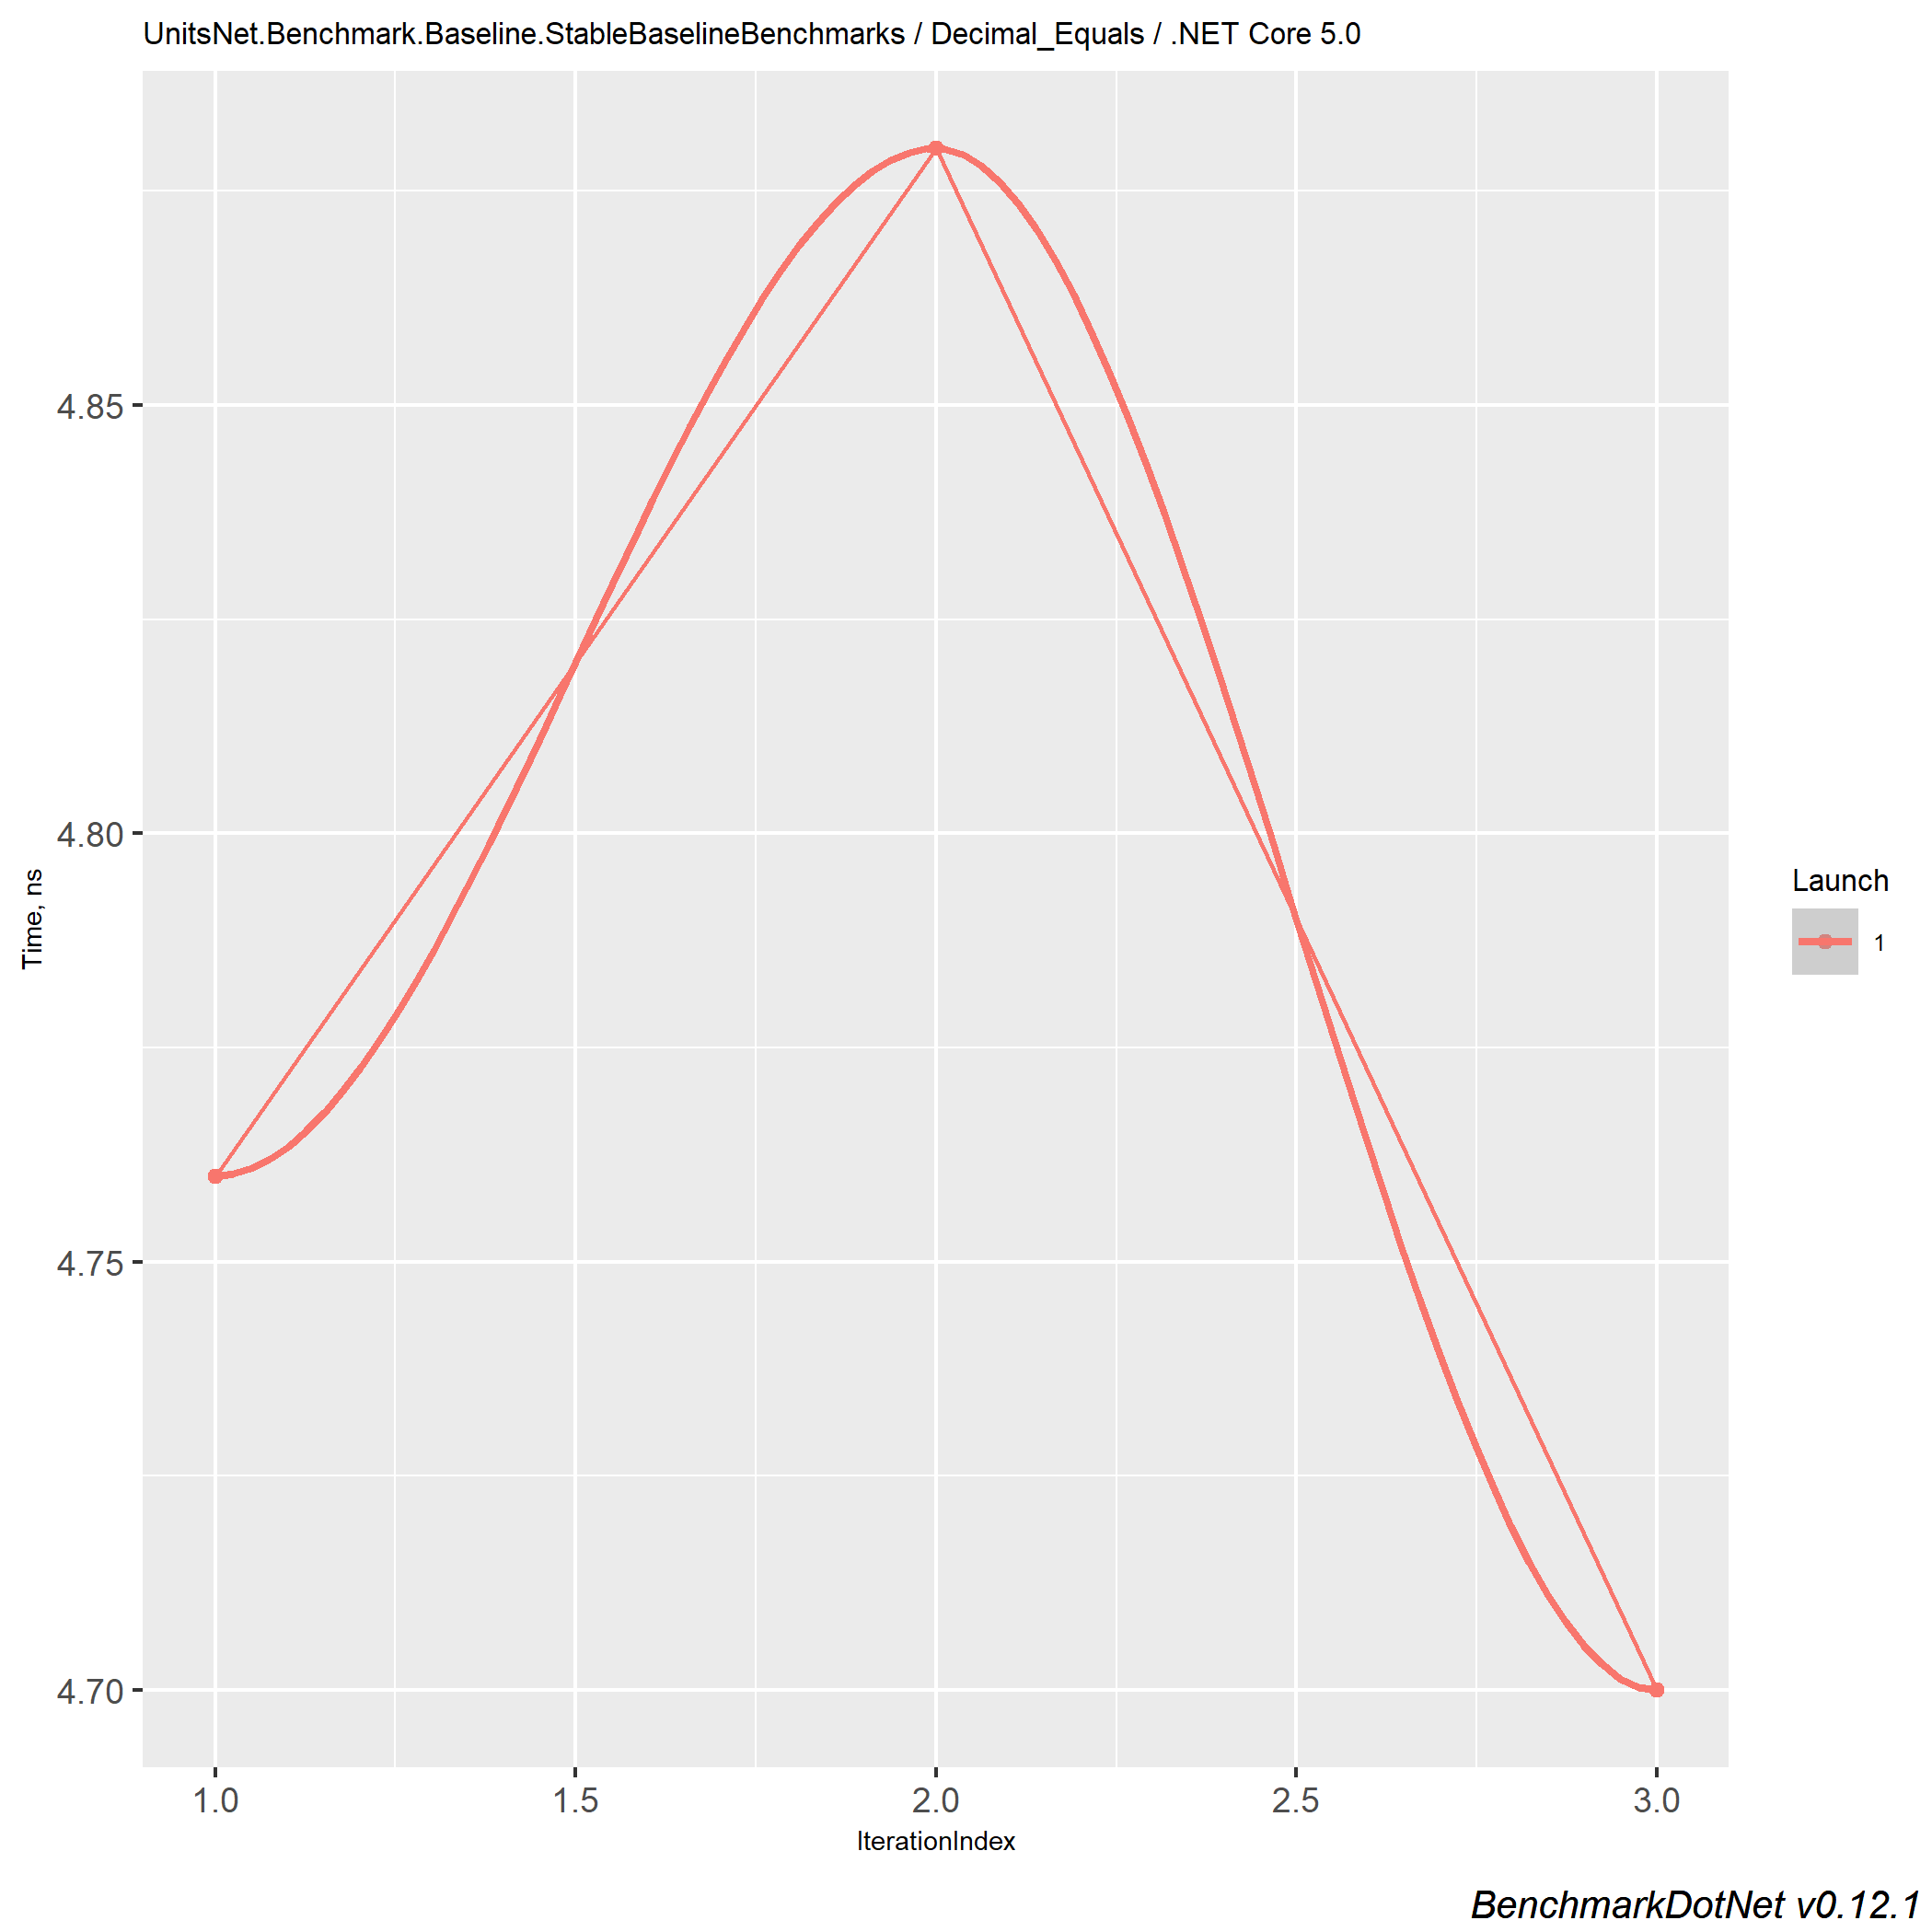 UnitsNet.Benchmark.Baseline.StableBaselineBenchmarks / Decimal_Equals / .NET Core 5.0
4.85
4.80
4.75
4.70
Time, ns
1.0 1.5 2.0 2.5 3.0
IterationIndex
Launch
1
BenchmarkDotNet v0.12.1